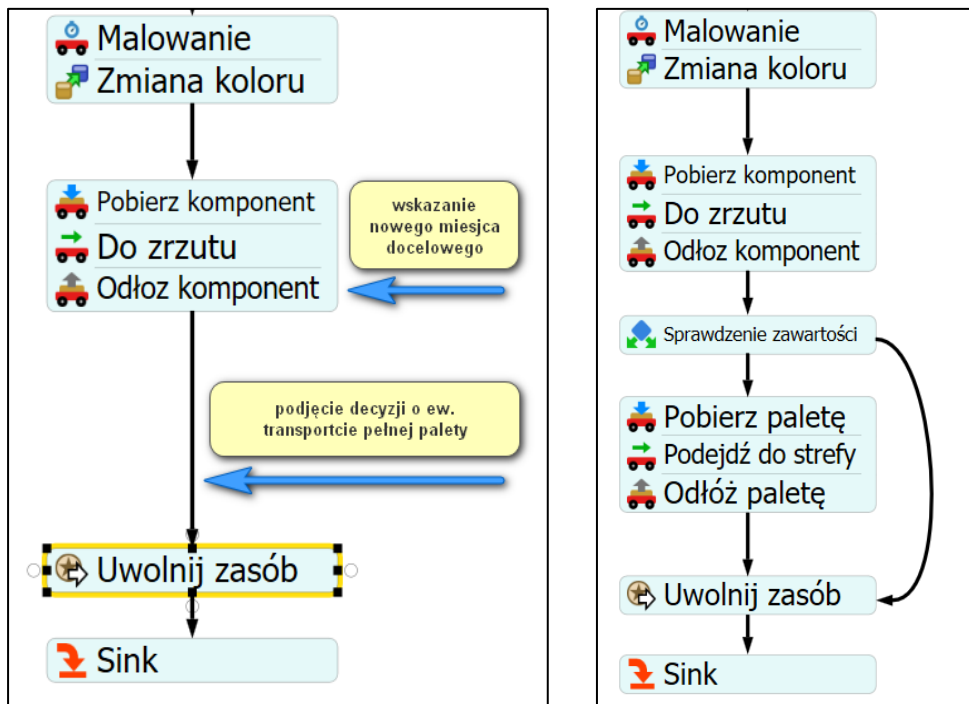 Malowanie
Zmiana koloru
Pobierz komponent
Do zrzutu
Odłoz komponent
wskazanie
nowego miesjca
docelowego
podjęcie decyzji o ew.
transportcie pełnej palety
Uwolnij zasób
Sink
Malowanie
Zmiana koloru
Pobierz komponent
Do zrzutu
Odłoż komponent
Sprawdzenie zawartości
Pobierz paletę
Podejdź do strefy
Odłóż paletę
Uwolnij zasób
Sink